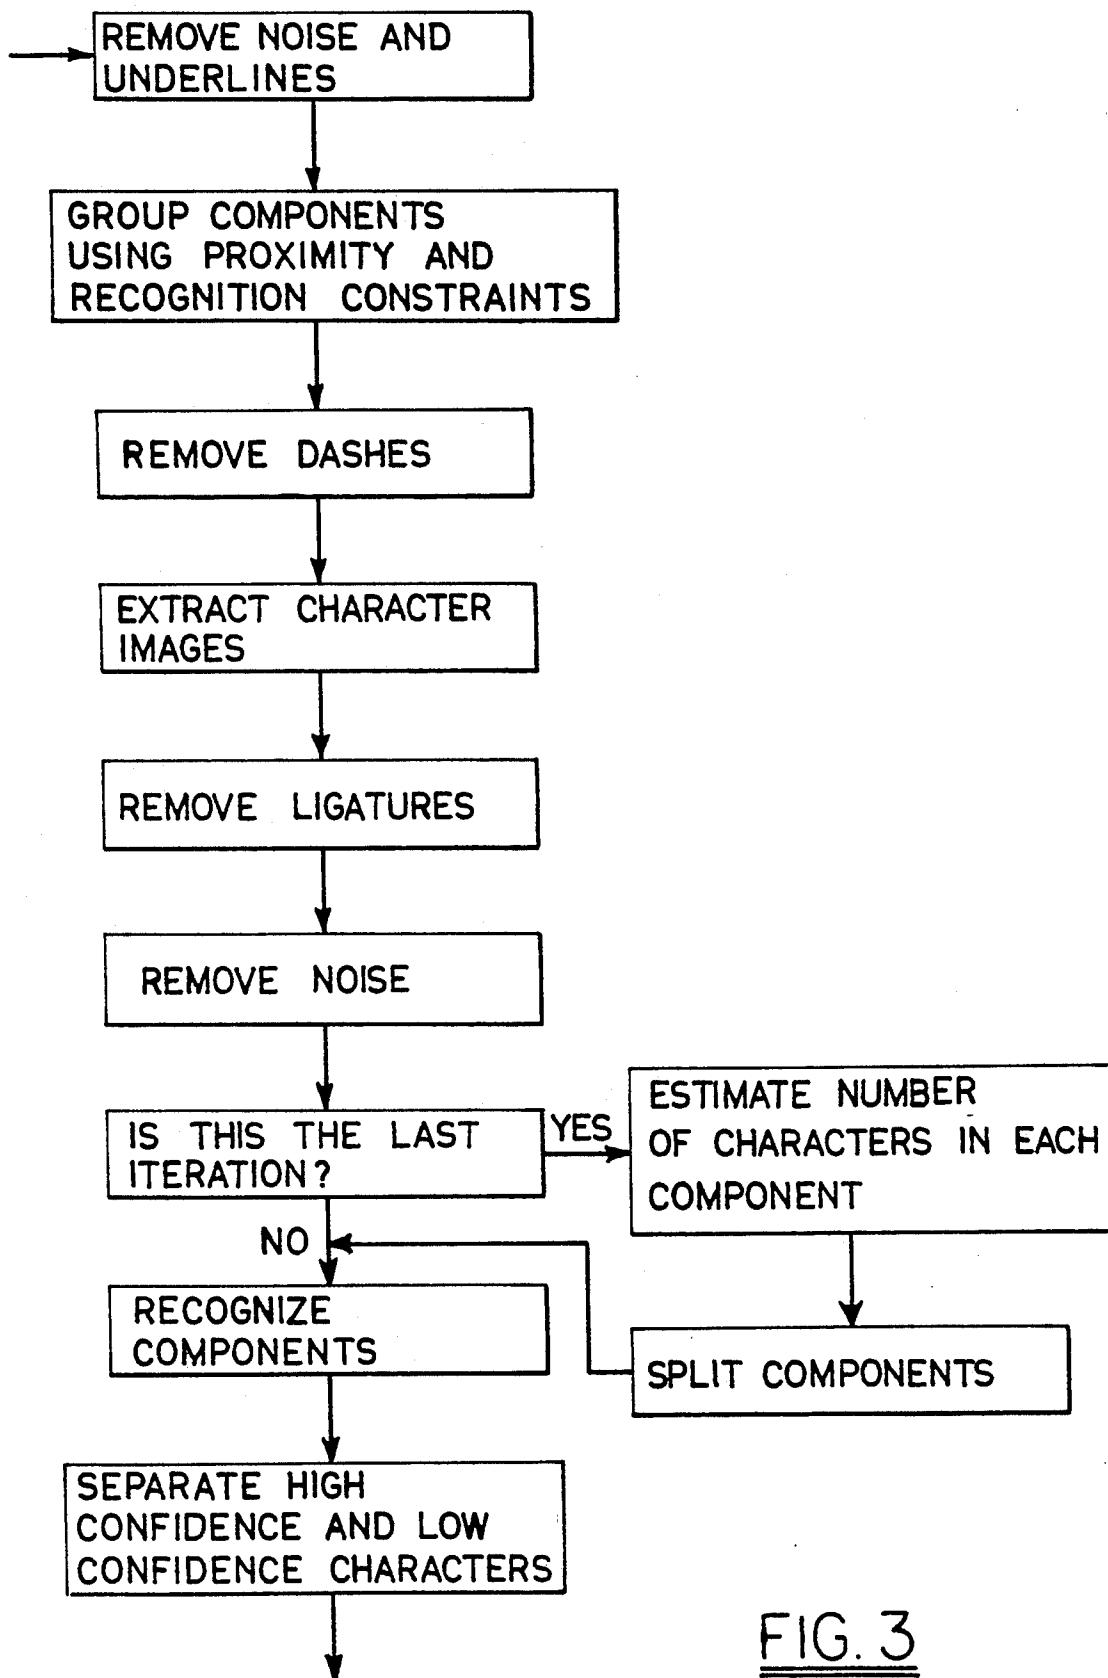 REMOVE NOISE AND
UNDERLINES
GROUP COMPONENTS
USING PROXIMITY AND
RECOGNITION CONSTRAINTS
REMOVE DASHES
EXTRACT CHARACTER
IMAGES
REMOVE LIGATURES
REMOVE NOISE
IS THIS THE LAST
ITERATION?
YES
ESTIMATE NUMBER
OF CHARACTERS IN EACH
COMPONENT
NO
RECOGNIZE
COMPONENTS
SPLIT COMPONENTS
SEPARATE HIGH
CONFIDENCE AND LOW
CONFIDENCE CHARACTERS
FIG. 3